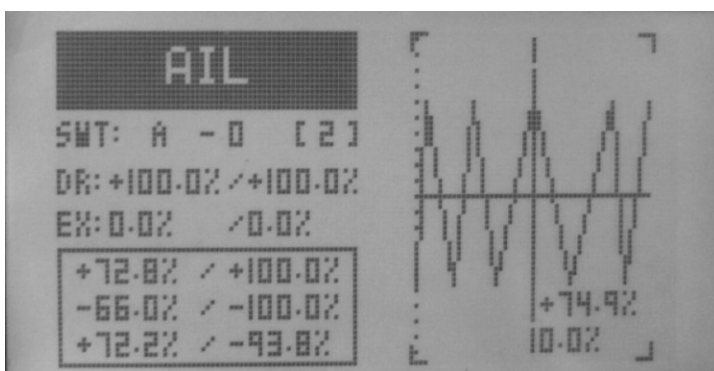 AIL
SWT: A - D [2]
DR:+100.0%/+100.0%
EX:0.0% /0.0%
+72.8% / +100.0%
-66.0% / -100.0%
+72.2% / -93.8%
+74.9%
10.0%